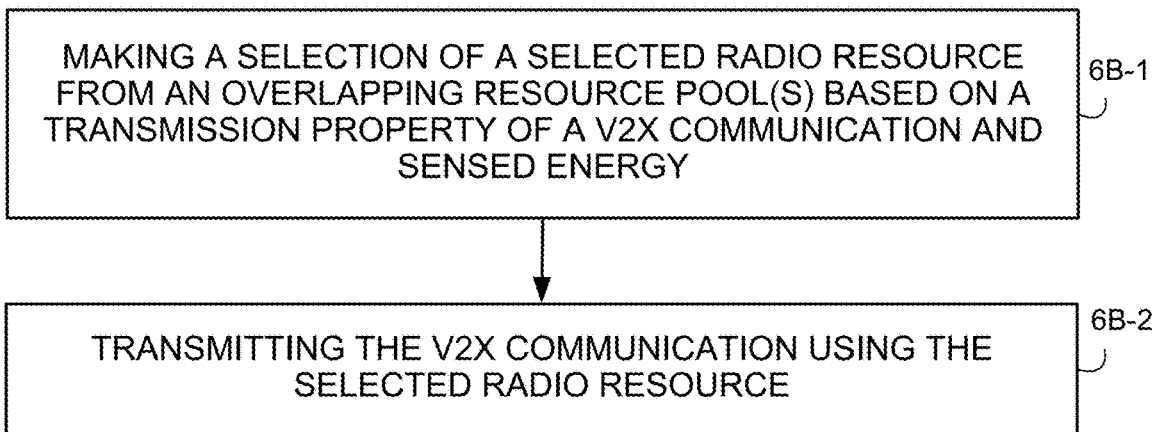 MAKING A SELECTION OF A SELECTED RADIO RESOURCE
FROM AN OVERLAPPING RESOURCE POOL(S) BASED ON A
TRANSMISSION PROPERTY OF A V2X COMMUNICATION AND
SENSED ENERGY
6B-1
TRANSMITTING THE V2X COMMUNICATION USING THE
SELECTED RADIO RESOURCE
6B-2